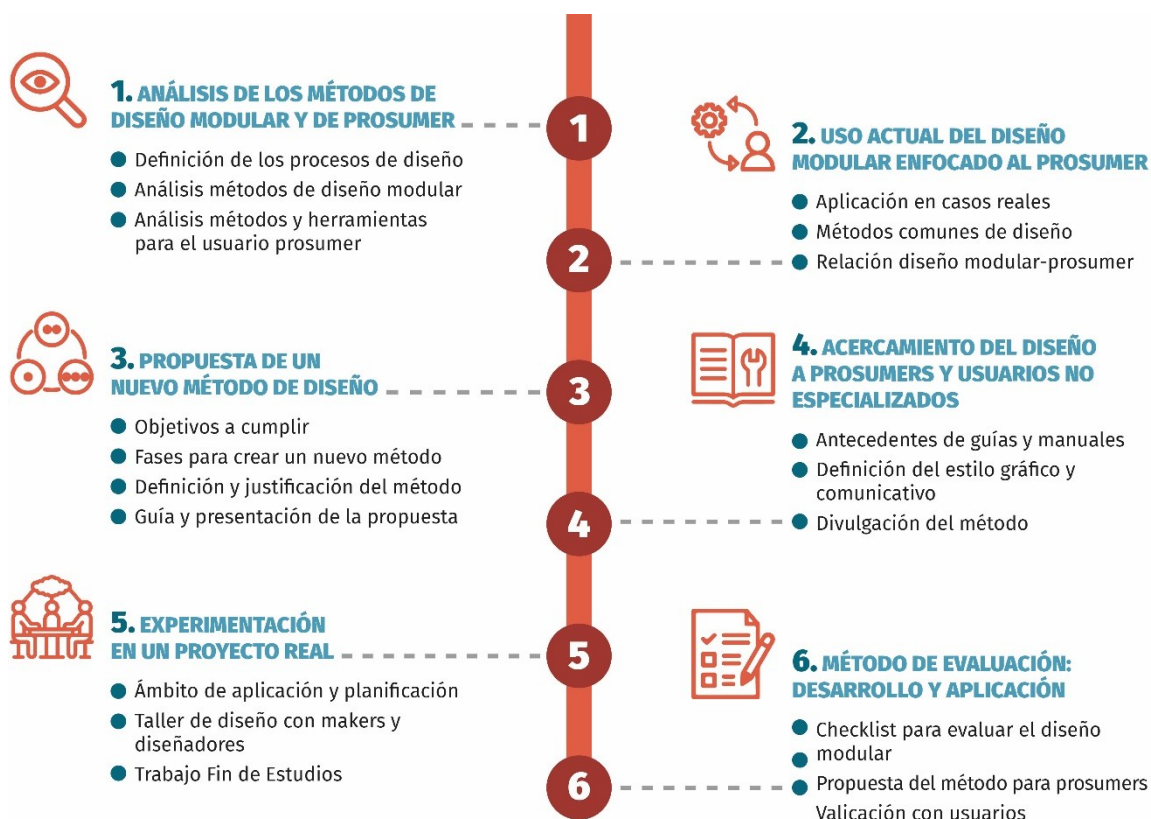 1. ANÁLISIS DE LOS MÉTODOS DE
DISEÑO MODULAR Y DE PROSUMER
Definición de los procesos de diseño
Análisis métodos de diseño modular
Análisis métodos y herramientas
para el usuario prosumer
1
2. USO ACTUAL DEL DISEÑO
MODULAR ENFOCADO AL PROSUMER
Aplicación en casos reales
Métodos comunes de diseño
Relación diseño modular-prosumer
2
3. PROPUESTA DE UN
NUEVO MÉTODO DE DISEÑO
Objetivos a cumplir
Fases para crear un nuevo método
Definición y justificación del método
Guía y presentación de la propuesta
3
4. ACERCAMIENTO DEL DISEÑO
A PROSUMERS Y USUARIOS NO
ESPECIALIZADOS
Antecedentes de guías y manuales
Definición del estilo gráfico y
comunicativo
Divulgación del método
4
5. EXPERIMENTACIÓN
EN UN PROYECTO REAL
Ámbito de aplicación y planificación
Taller de diseño con makers y
diseñadores
Trabajo Fin de Estudios
5
6. MÉTODO DE EVALUACIÓN:
DESARROLLO Y APLICACIÓN
Checklist para evaluar el diseño
modular
Propuesta del método para prosumers
Valicación con usuarios
6